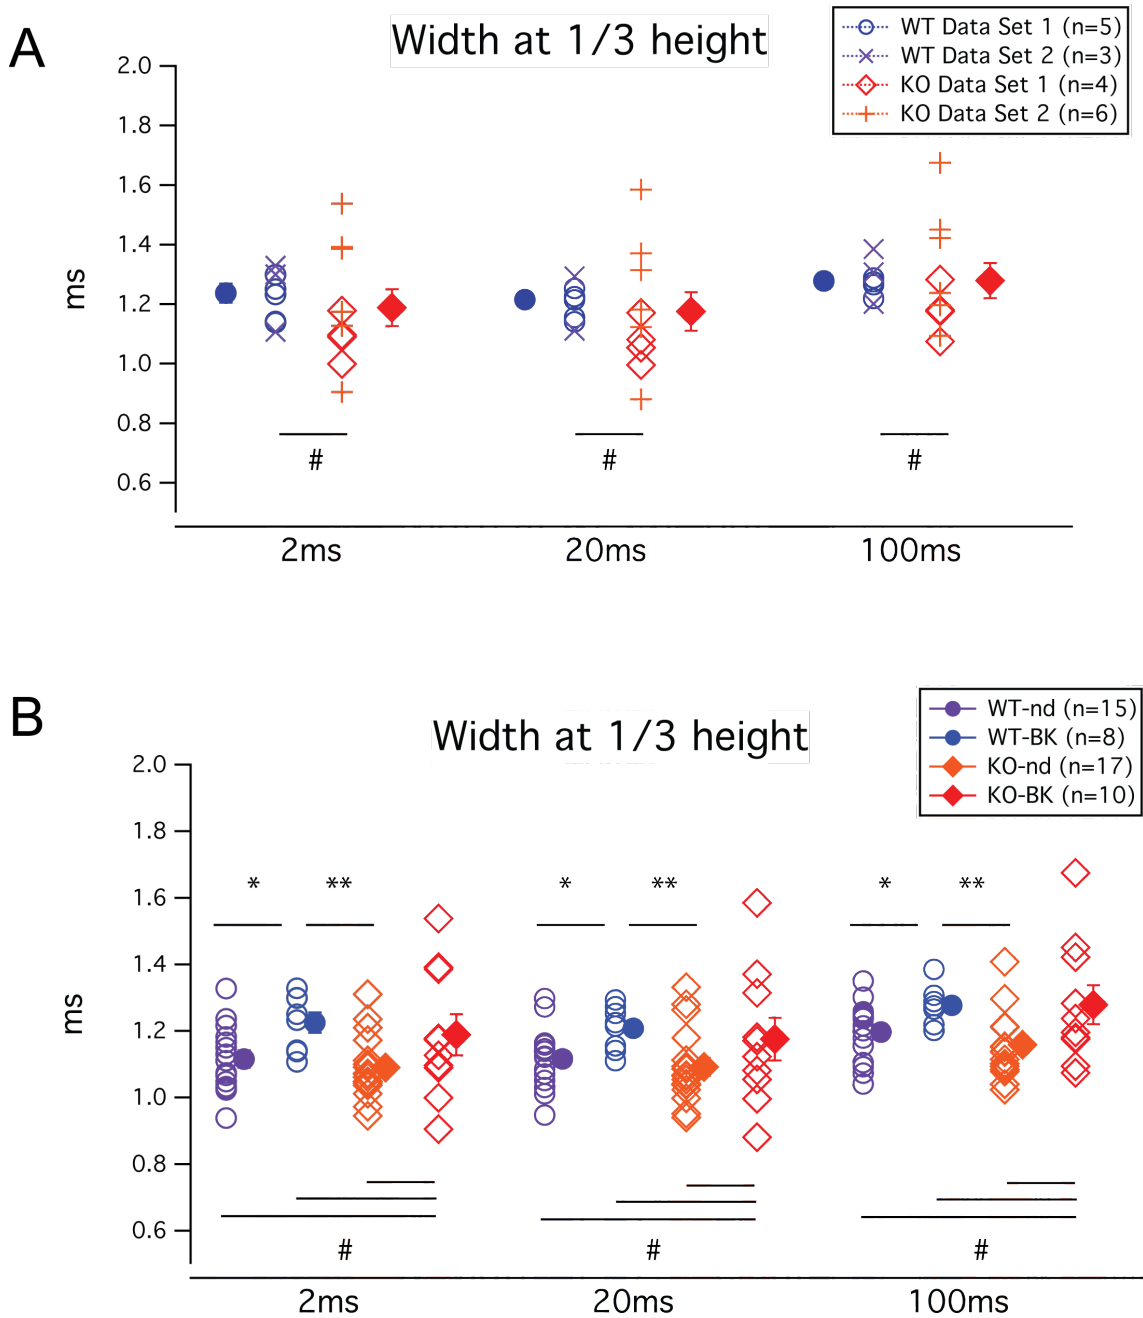 A
Width at 1/3 height
WT Data Set 1 (n=5)
WT Data Set 2 (n=3)
KO Data Set 1 (n=4)
KO Data Set 2 (n=6)
2.0
1.8
1.6
1.4
1.2
1.0
0.8
0.6
ms
# # #
2ms 20ms 100ms
B
Width at 1/3 height
WT-nd (n=15)
WT-BK (n=8)
KO-nd (n=17)
KO-BK (n=10)
2.0
1.8
1.6
1.4
1.2
1.0
0.8
0.6
ms
* ** * ** * **
# # #
2ms 20ms 100ms